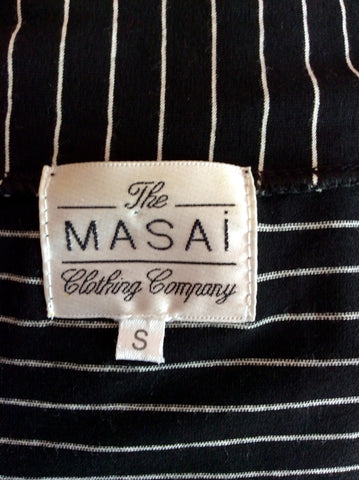 The
MASAi
Clothing Company
S